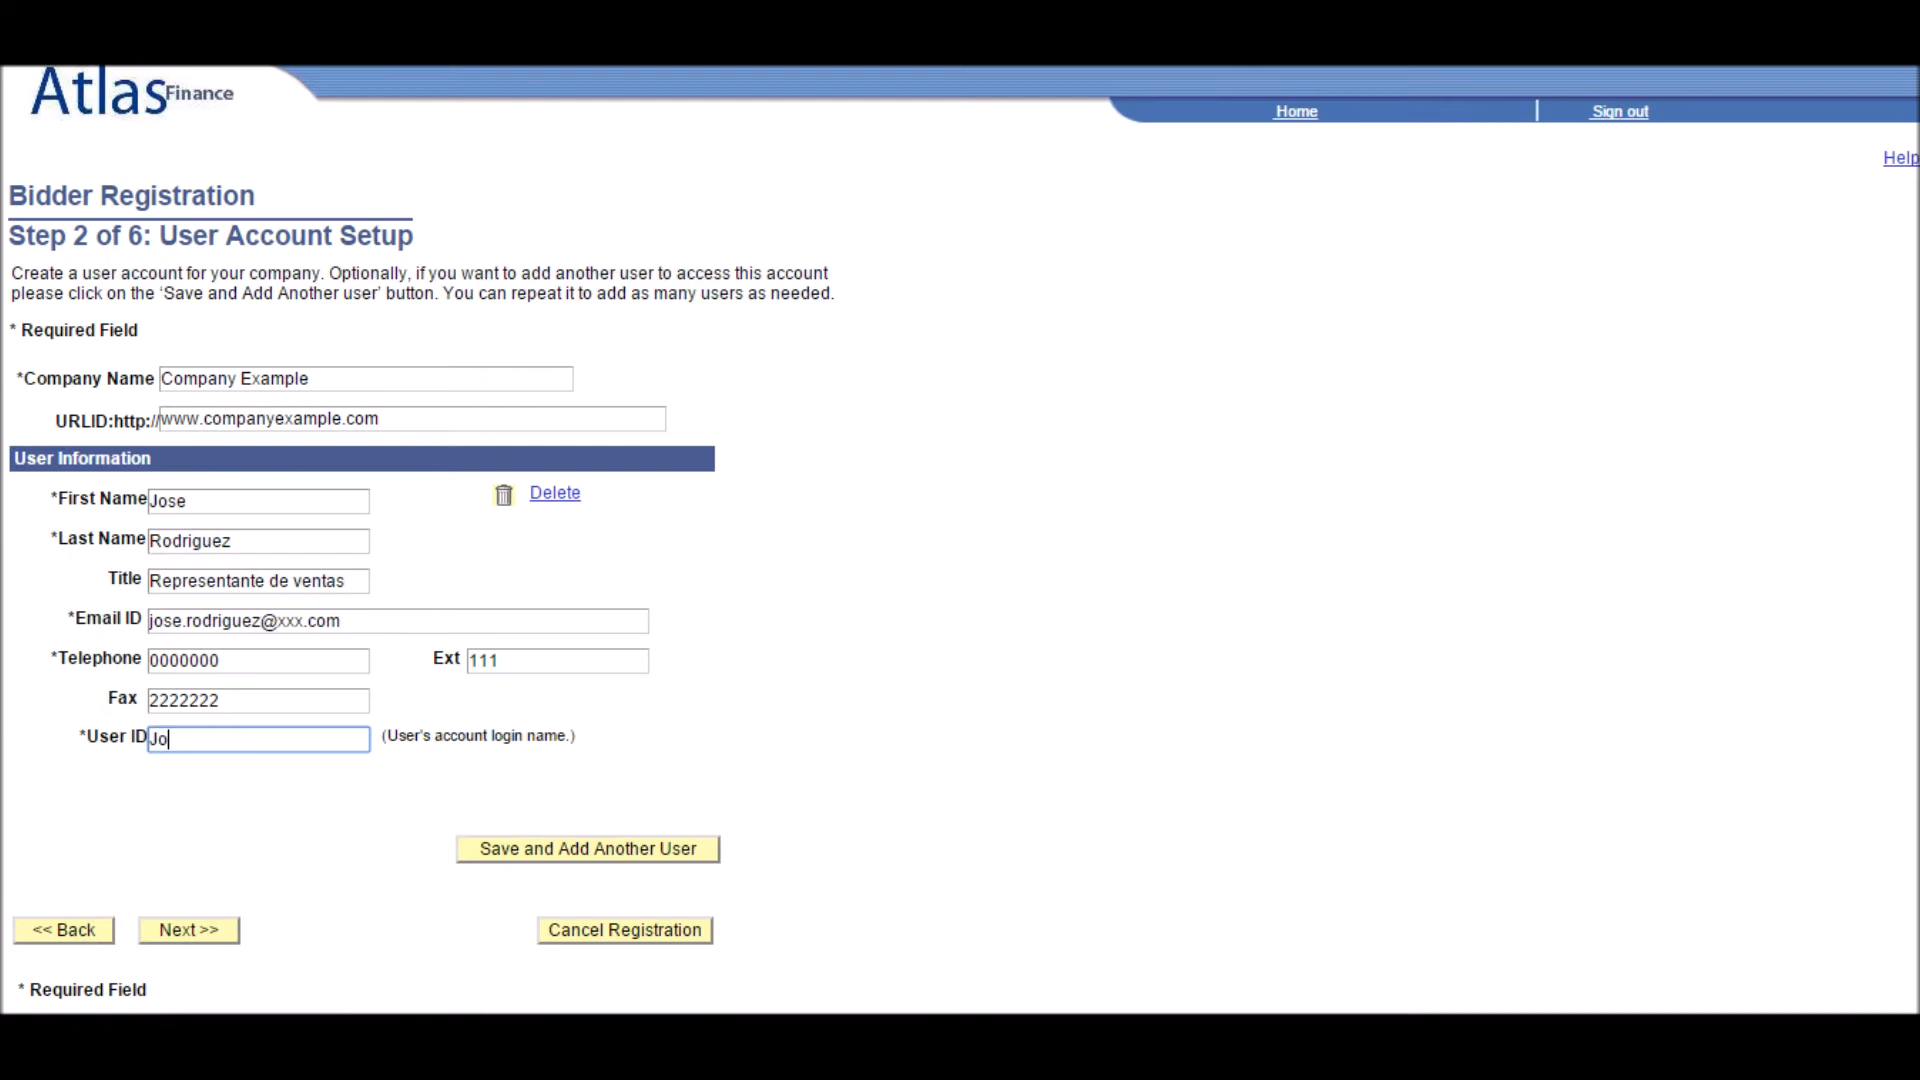 Atlas Finance
Home
Sign out
Help
Bidder Registration
Step 2 of 6: User Account Setup
Create a user account for your company. Optionally, if you want to add another user to access this account
please click on the ‘Save and Add Another user’ button. You can repeat it to add as many users as needed.
* Required Field
*Company Name Company Example
URLID:http:// www.companyexample.com
User Information
*First Name Jose
Delete
*Last Name Rodriguez
Title Representante de ventas
*Email ID jose.rodriguez@xxx.com
*Telephone 0000000 Ext 111
Fax 2222222
*User ID Jo (User's account login name.)
Save and Add Another User
<< Back Next >> Cancel Registration
* Required Field